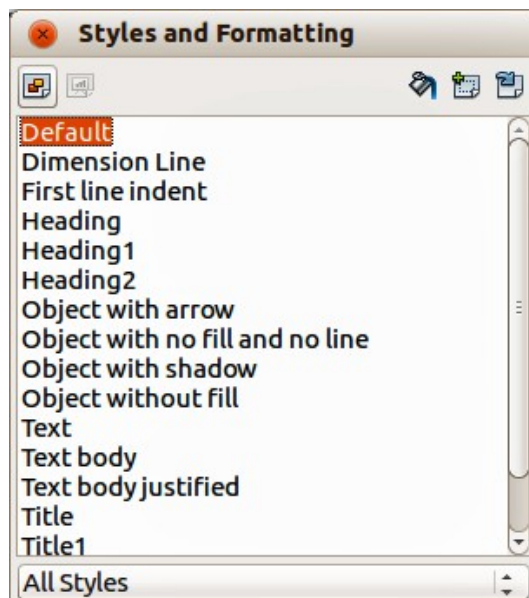 Styles and Formatting
Default
Dimension Line
First line indent
Heading
Heading1
Heading2
Object with arrow
Object with no fill and no line
Object with shadow
Object without fill
Text
Text body
Text body justified
Title
Title1
All Styles